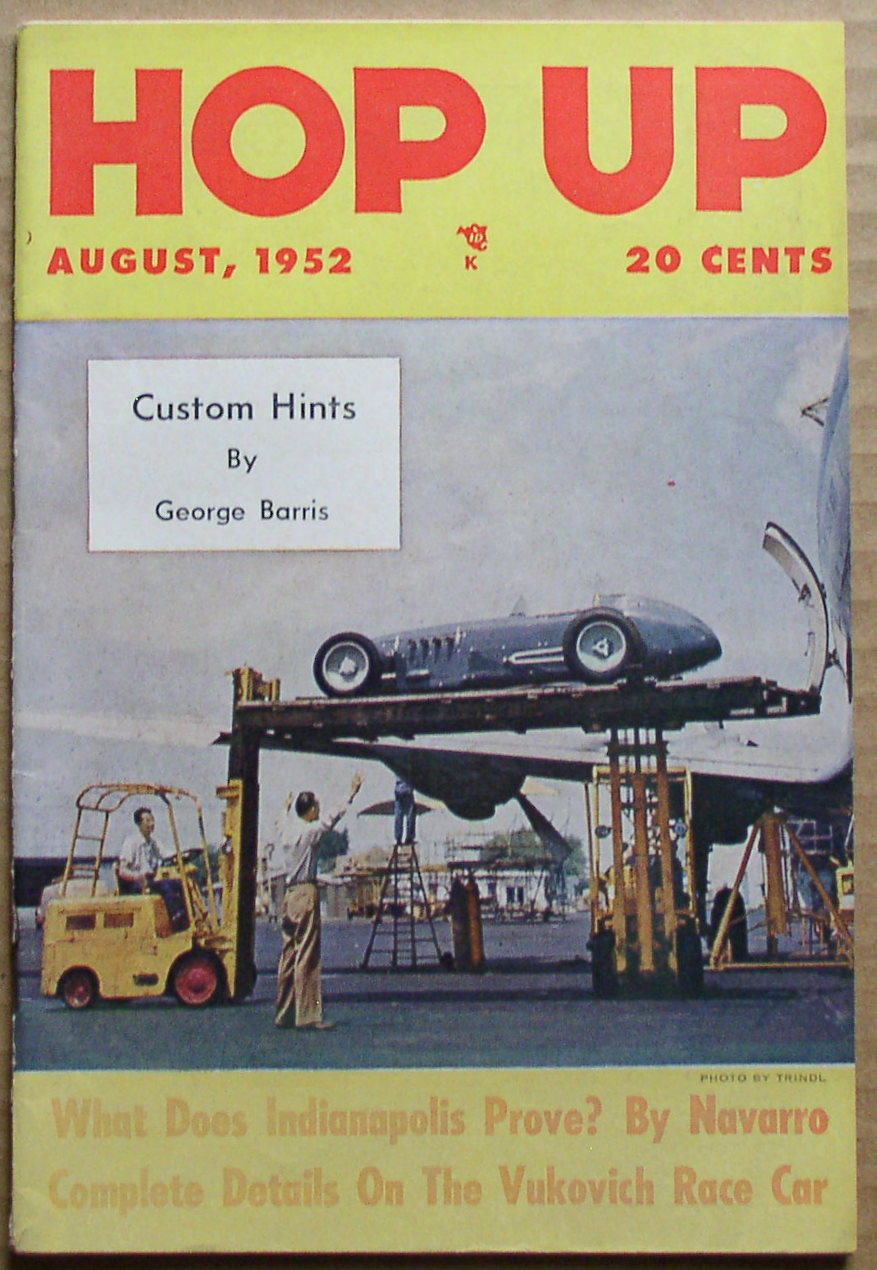 HOP UP
AUGUST, 1952
K
20 CENTS
Custom Hints
By
George Barris
4
PHOTO BY TRINDL
What Does Indianapolis Prove? By Navarro
Complete Details On The Vukovich Race Car